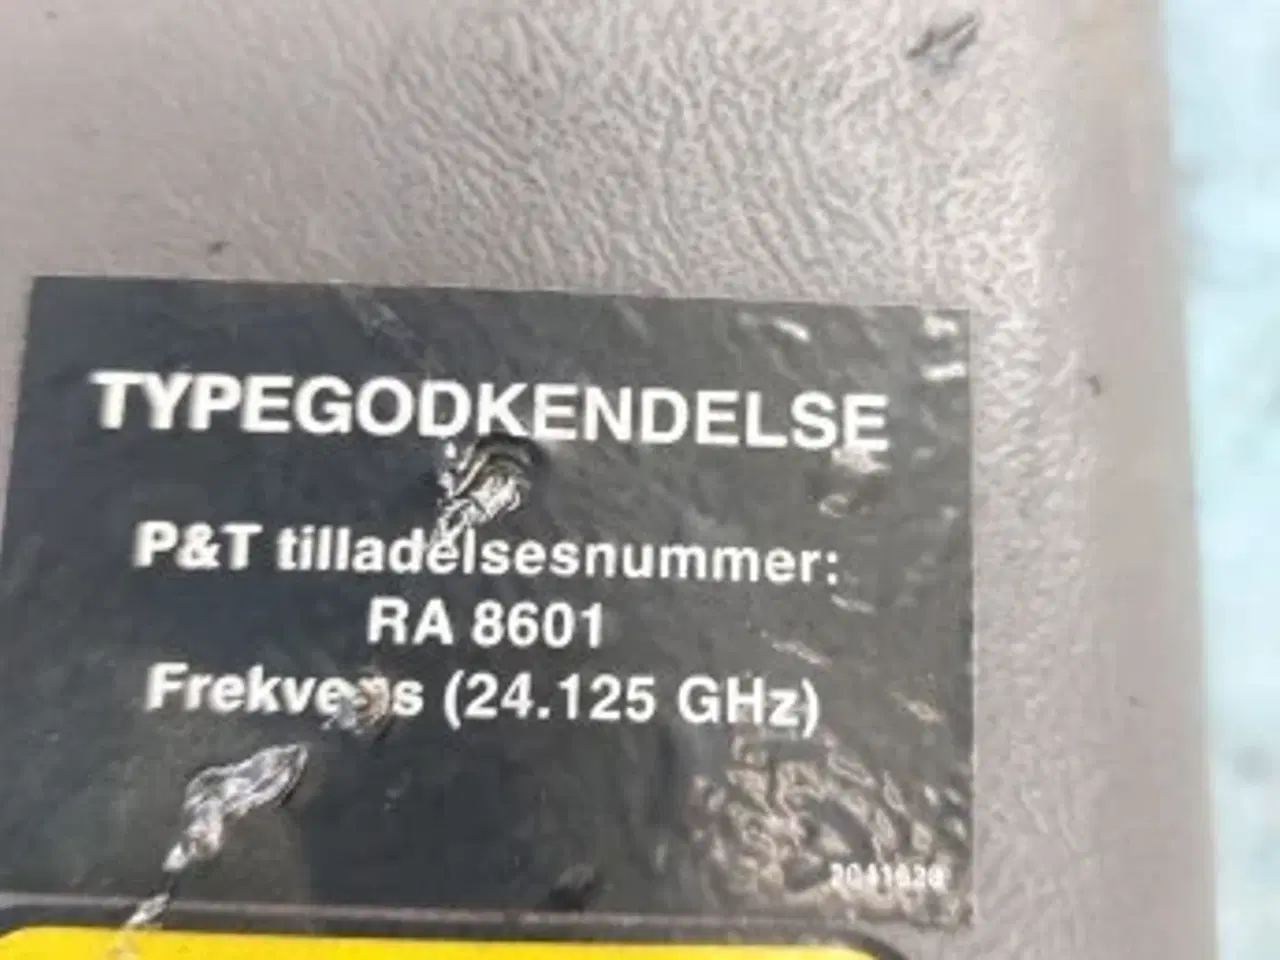 TYPEGODKENDELSE
P&T tilladelsesnummer:
RA 8601
Frekvens (24.125 GHz)